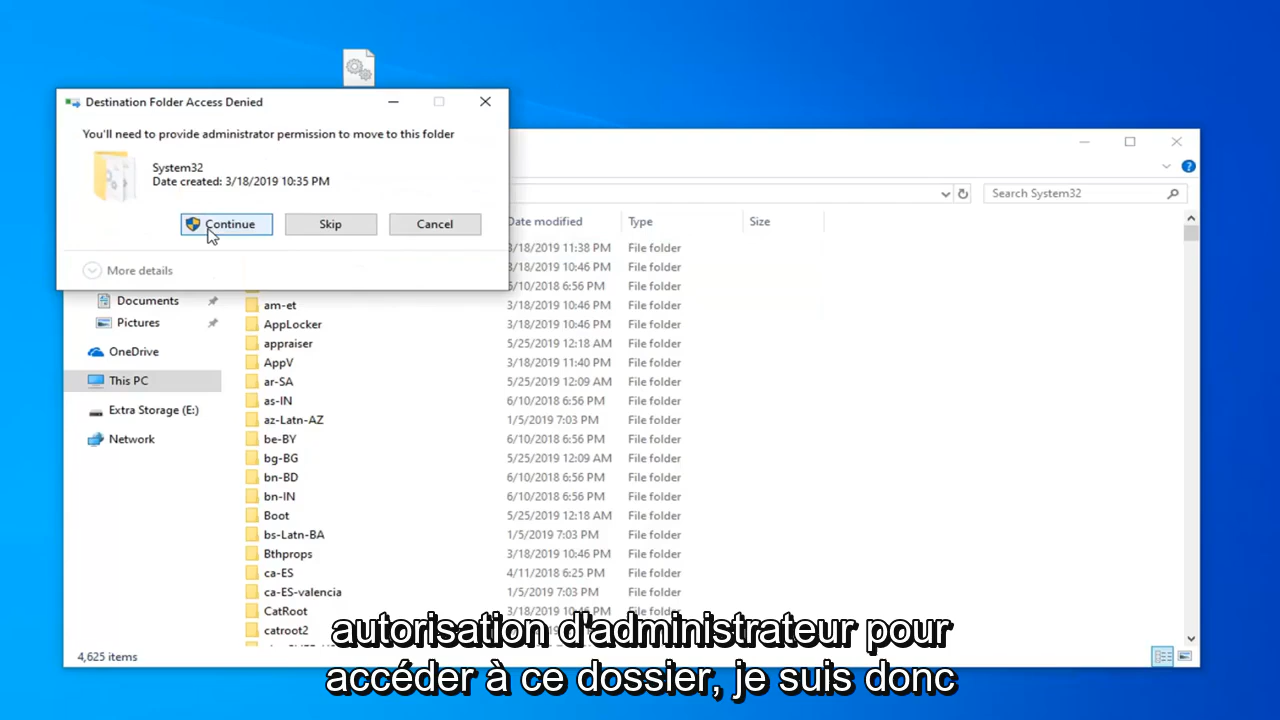 Destination Folder Access Denied
You'll need to provide administrator permission to move to this folder
System32
Date created: 3/18/2019 10:35 PM
Continue
Skip
Cancel
More details
Search System32
Date modified Type Size
3/18/2019 11:38 PM File folder
3/18/2019 10:46 PM File folder
6/10/2018 6:56 PM File folder
am-et 3/18/2019 10:46 PM File folder
AppLocker 3/18/2019 10:46 PM File folder
appraiser 5/25/2019 12:18 AM File folder
AppV 3/18/2019 11:40 PM File folder
ar-SA 5/25/2019 12:09 AM File folder
as-IN 6/10/2018 6:56 PM File folder
az-Latn-AZ 1/5/2019 7:03 PM File folder
be-BY 6/10/2018 6:56 PM File folder
bg-BG 5/25/2019 12:09 AM File folder
bn-BD 6/10/2018 6:56 PM File folder
bn-IN 6/10/2018 6:56 PM File folder
Boot 5/25/2019 12:18 AM File folder
bs-Latn-BA 1/5/2019 7:03 PM File folder
Bthprops 3/18/2019 10:46 PM File folder
ca-ES 4/11/2018 6:25 PM File folder
ca-ES-valencia 1/5/2019 7:03 PM File folder
CatRoot 3/18/2019 10:46 PM File folder
catroot2
Documents
Pictures
OneDrive
This PC
Extra Storage (E:)
Network
4,625 items
autorisation d'administrateur pour
accéder à ce dossier, je suis donc